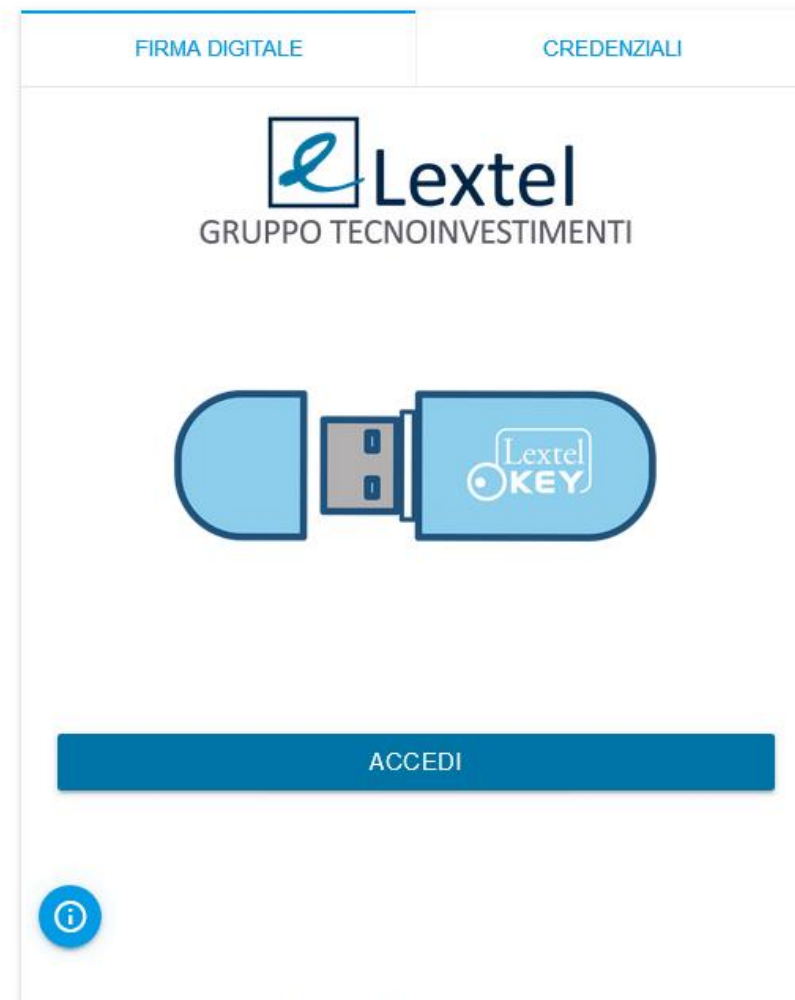 FIRMA DIGITALE
CREDENZIALI
Lextel
GRUPPO TECNOINVESTIMENTI
Lextel
KEY
ACCEDI